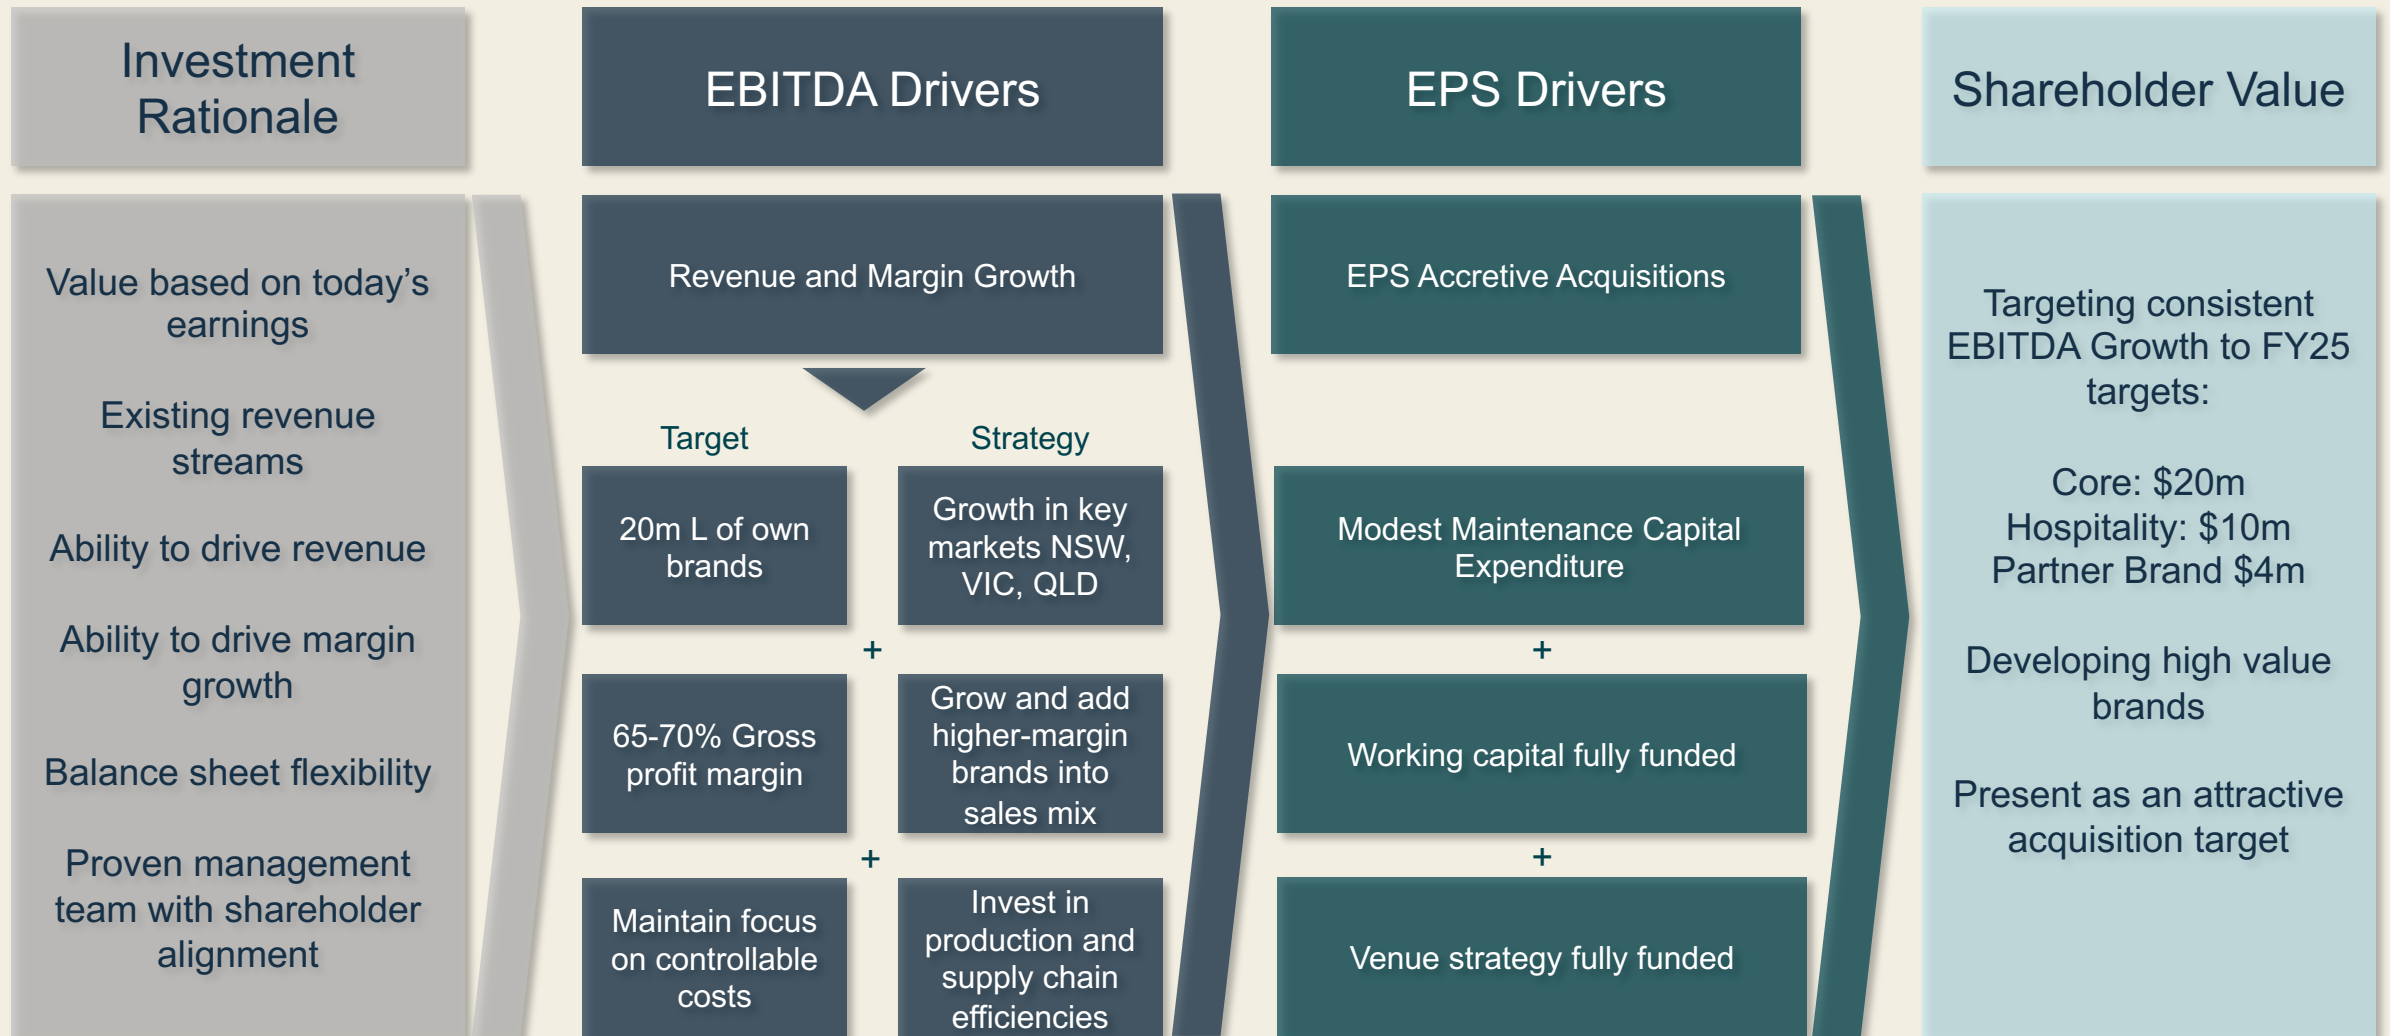 Investment
Rationale
Value based on today’s
earnings
Existing revenue
streams
Ability to drive revenue
Ability to drive margin
growth
Balance sheet flexibility
Proven management
team with shareholder
alignment
EBITDA Drivers
Revenue and Margin Growth
Target
Strategy
20m L of own
brands
Growth in key
markets NSW,
VIC, QLD
+
65-70% Gross
profit margin
Grow and add
higher-margin
brands into
sales mix
+
Maintain focus
on controllable
costs
Invest in
production and
supply chain
efficiencies
EPS Drivers
EPS Accretive Acquisitions
Modest Maintenance Capital
Expenditure
+
Working capital fully funded
+
Venue strategy fully funded
Shareholder Value
Targeting consistent
EBITDA Growth to FY25
targets:
Core: $20m
Hospitality: $10m
Partner Brand $4m
Developing high value
brands
Present as an attractive
acquisition target